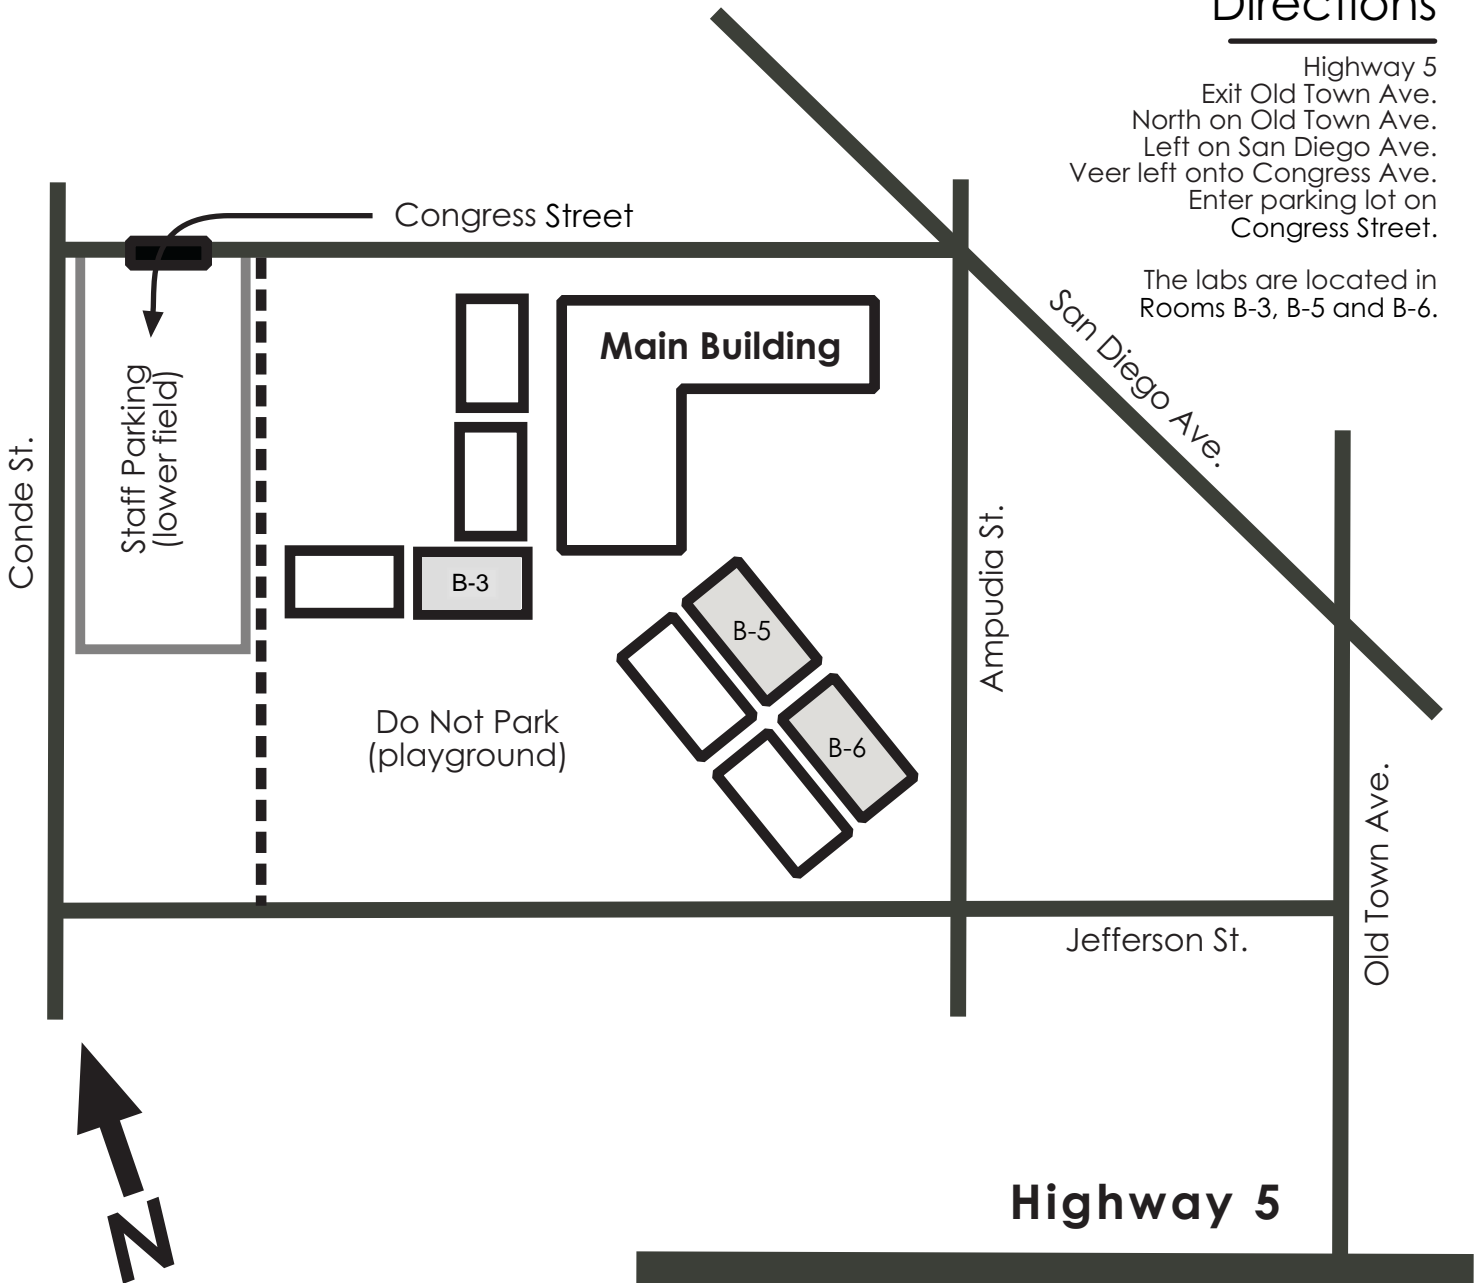 Directions
Highway 5
Exit Old Town Ave.
North on Old Town Ave.
Left on San Diego Ave.
Veer left onto Congress Ave.
Enter parking lot on
Congress Street.
The labs are located in
Rooms B-3, B-5 and B-6.
Congress Street
San Diego Ave.
Main Building
Staff Parking
(lower field)
Conde St.
B-3
B-5
Ampudia St.
Do Not Park
(playground)
B-6
Old Town Ave.
Jefferson St.
Highway 5
N